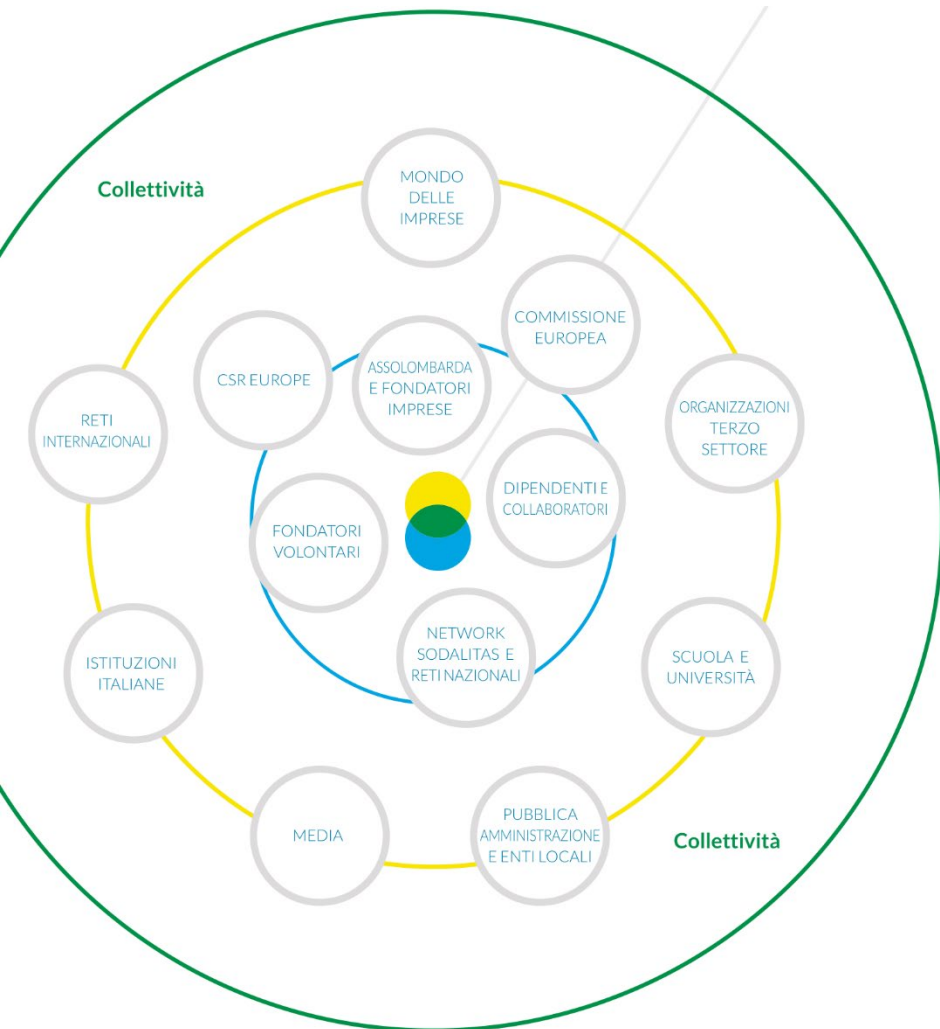 MONDO
DELLE
IMPRESE
Collettività
COMMISSIONE
EUROPEA
CSR EUROPE
ASSOLOMBARDA
E FONDATORI
IMPRESE
RETI
INTERNAZIONALI
ORGANIZZAZIONI
TERZO
SETTORE
DIPENDENTI E
COLLABORATORI
FONDATORI
VOLONTARI
NETWORK
SODALITAS E
RETI NAZIONALI
ISTITUZIONI
ITALIANE
SCUOLA E
UNIVERSITÀ
MEDIA
PUBBLICA
AMMINISTRAZIONE
E ENTI LOCALI
Collettività